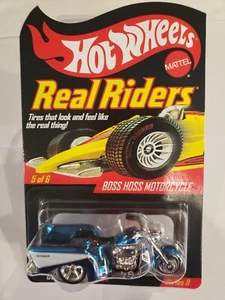 Hot Wheels
MATTEL
Real Riders
Tires that look and feel like
the real thing!
5 of 6
BOSS HOSS MOTORCYCLE